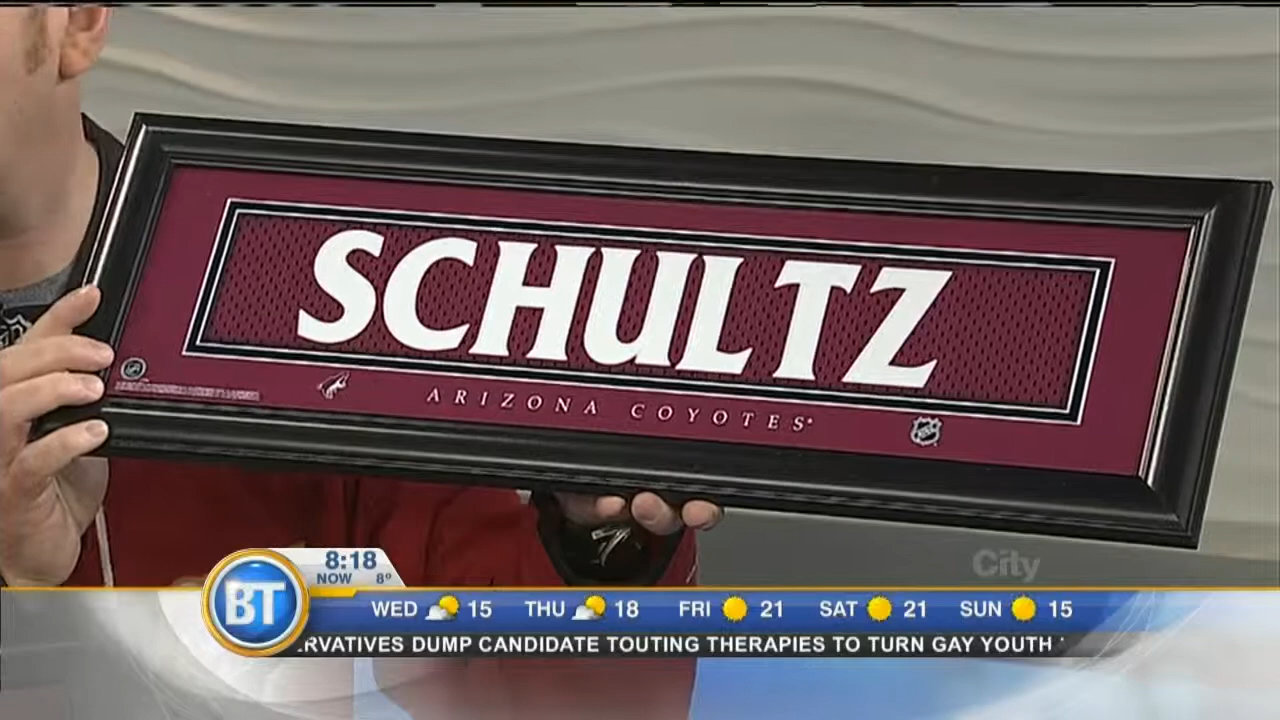 SCHULTZ
ARIZONA COYOTES
City
8:18
NOW 8°
BT
WED 15 THU 18 FRI 21 SAT 21 SUN 15
RVATIVES DUMP CANDIDATE TOUTING THERAPIES TO TURN GAY YOUTH